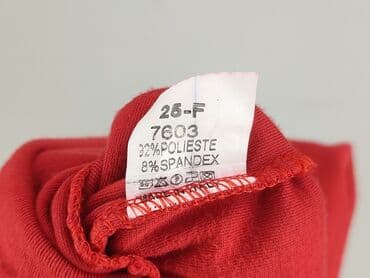 25-F
7603
92%POLIESTE
8%SPANDEX